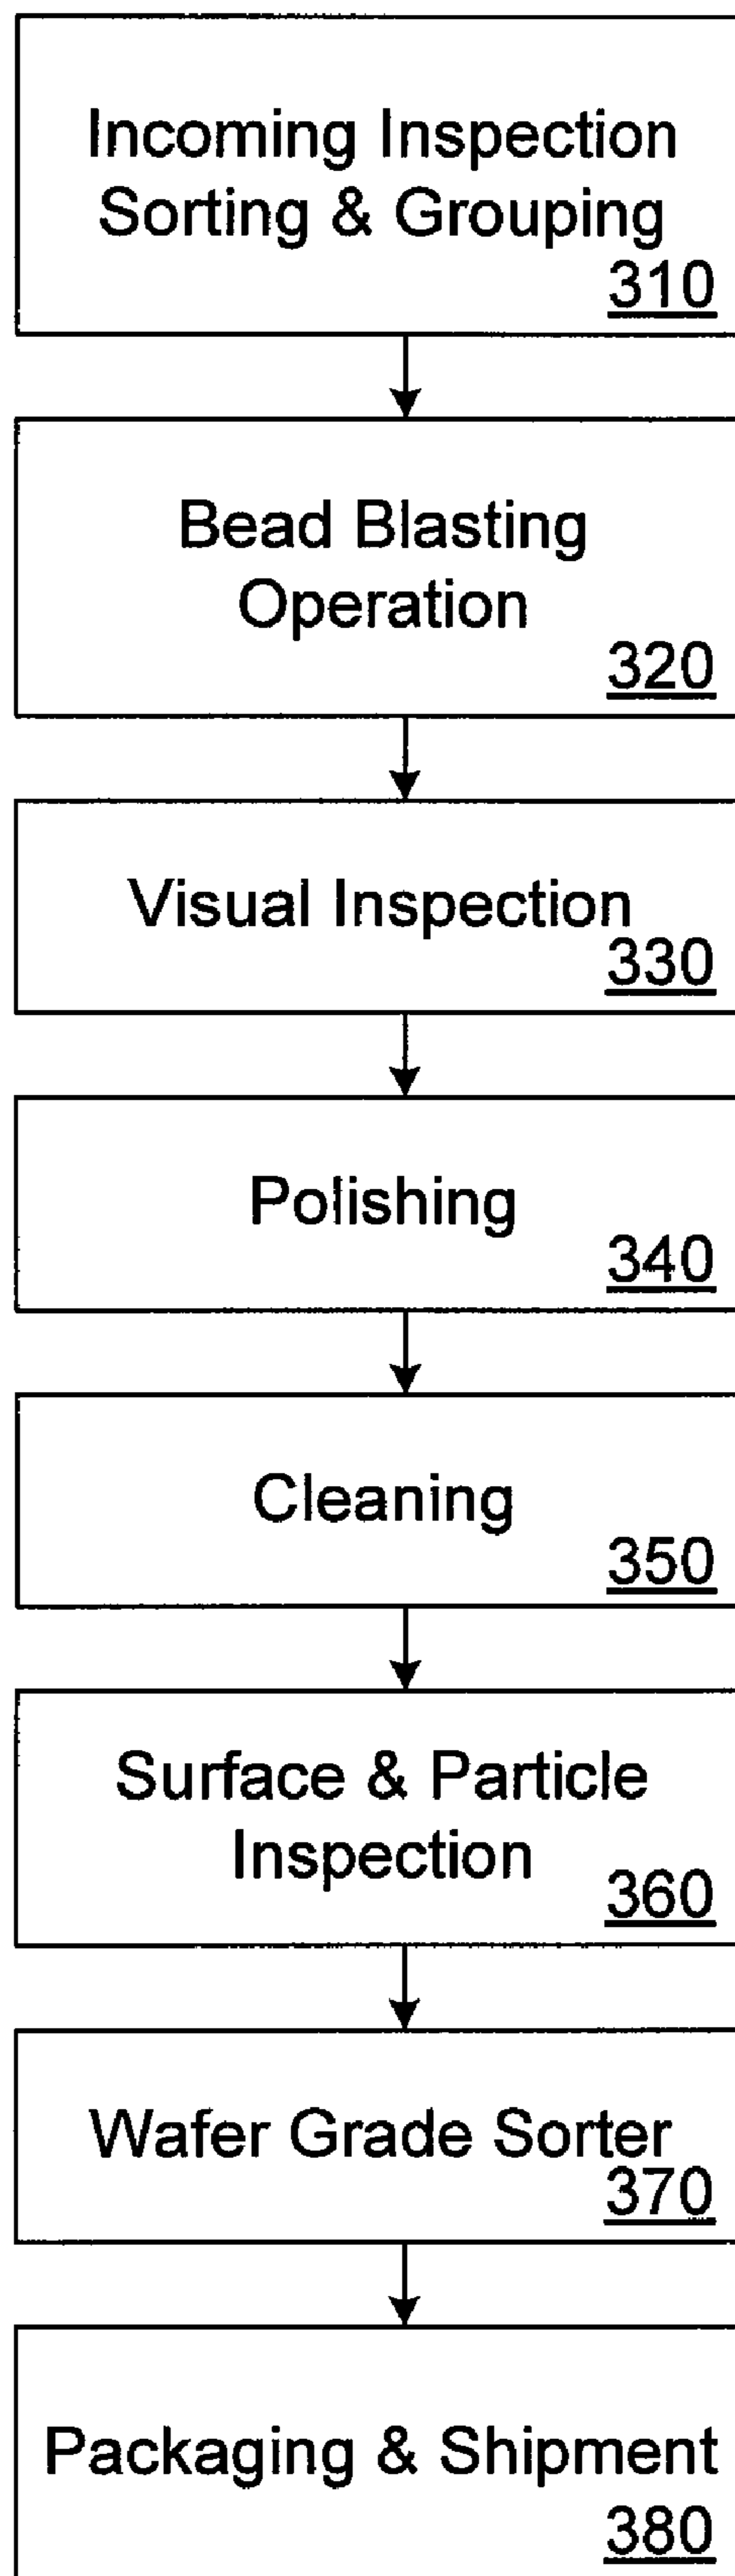 Incoming Inspection
Sorting & Grouping
310
Bead Blasting
Operation
320
Visual Inspection
330
Polishing
340
Cleaning
350
Surface & Particle
Inspection
360
Wafer Grade Sorter
370
Packaging & Shipment
380